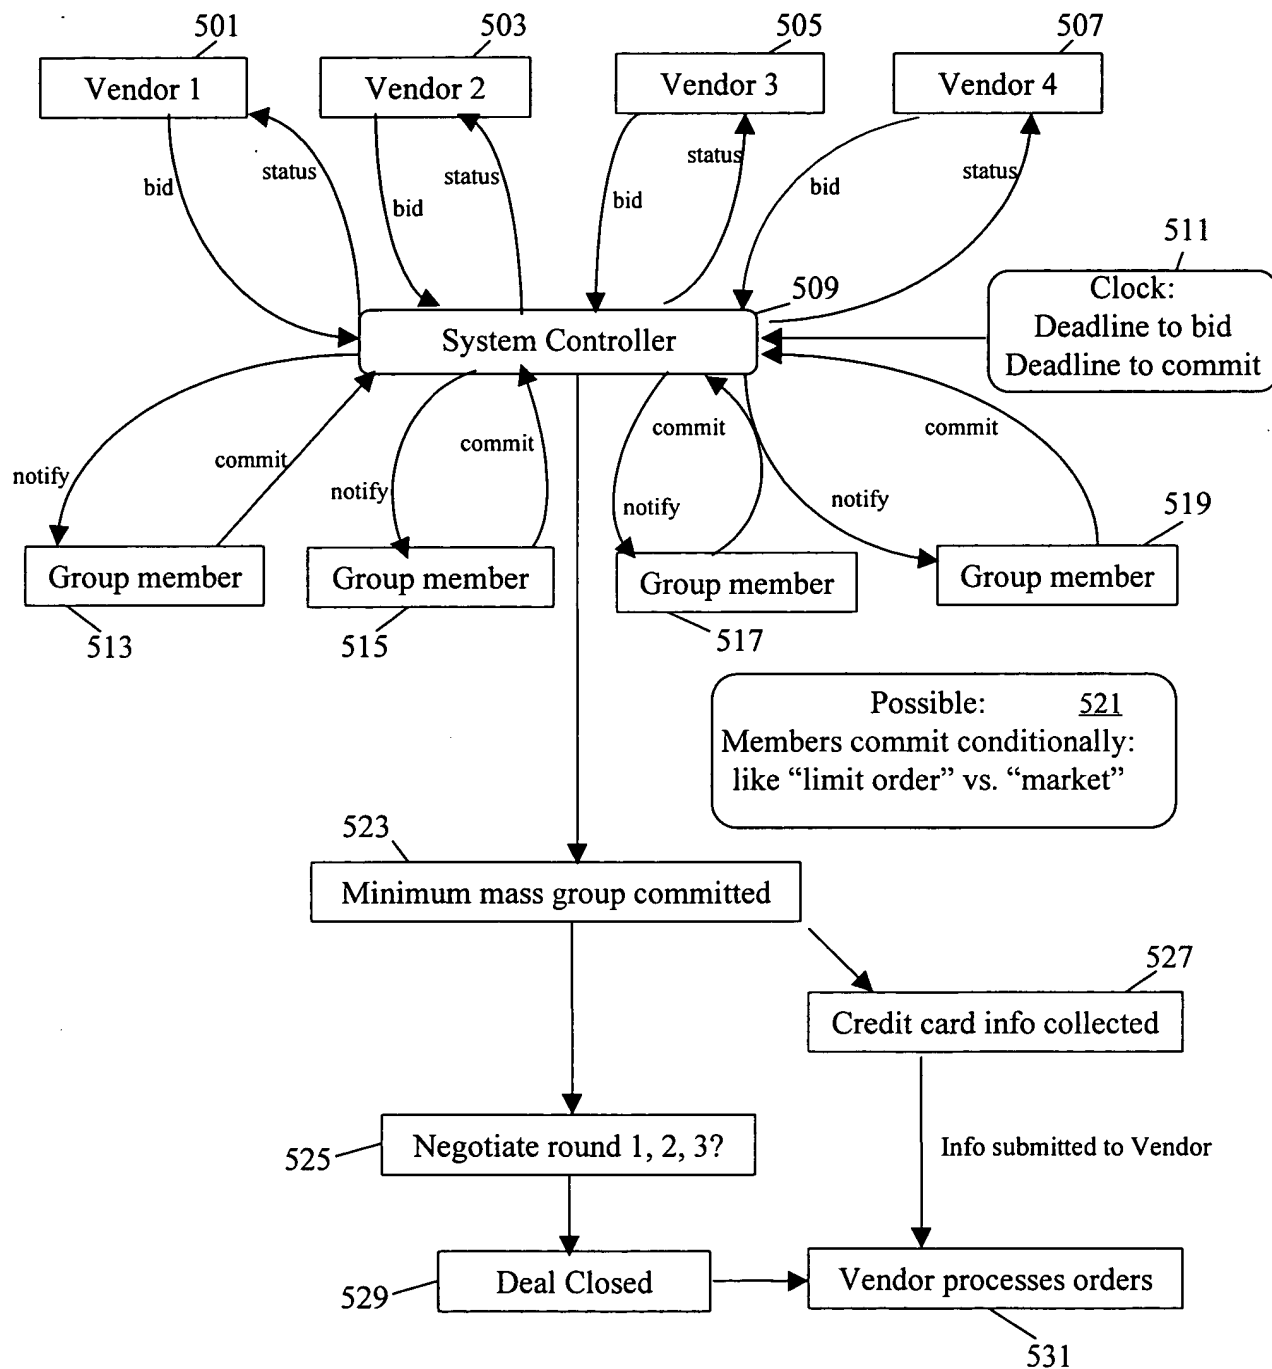 501
503
505
507
Vendor 1
Vendor 2
Vendor 3
Vendor 4
bid
status
bid
status
bid
status
bid
status
511
509
Clock:
Deadline to bid
Deadline to commit
System Controller
notify
commit
notify
commit
notify
commit
notify
commit
519
Group member
Group member
Group member
Group member
513
515
517
Possible: 521
Members commit conditionally:
like “limit order” vs. “market”
523
Minimum mass group committed
527
Credit card info collected
525
Negotiate round 1, 2, 3?
Info submitted to Vendor
529
Deal Closed
Vendor processes orders
531